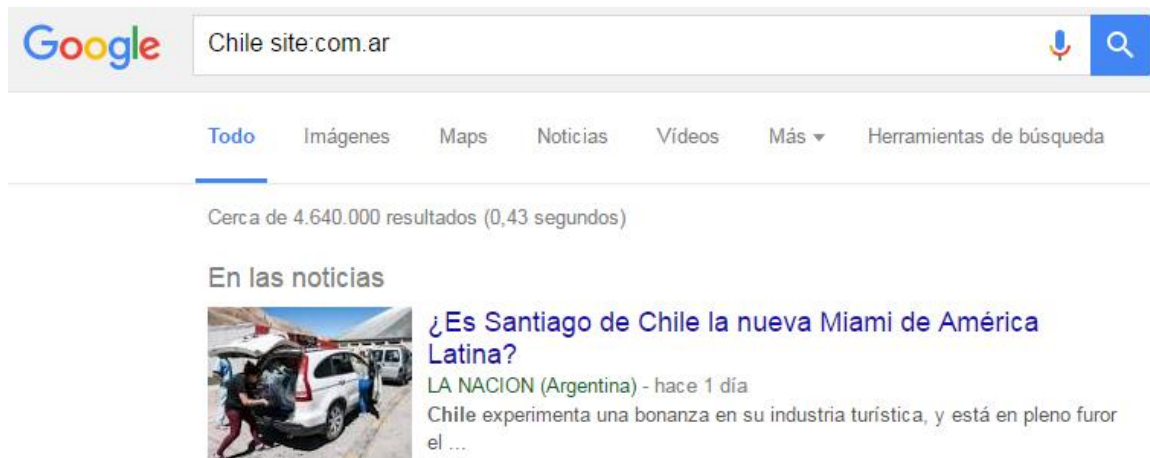 Google
Chile site:com.ar
Todo Imágenes Maps Noticias Vídeos Más Herramientas de búsqueda
Cerca de 4.640.000 resultados (0,43 segundos)
En las noticias
¿Es Santiago de Chile la nueva Miami de América
Latina?
LA NACION (Argentina) - hace 1 día
Chile experimenta una bonanza en su industria turística, y está en pleno furor
el ...